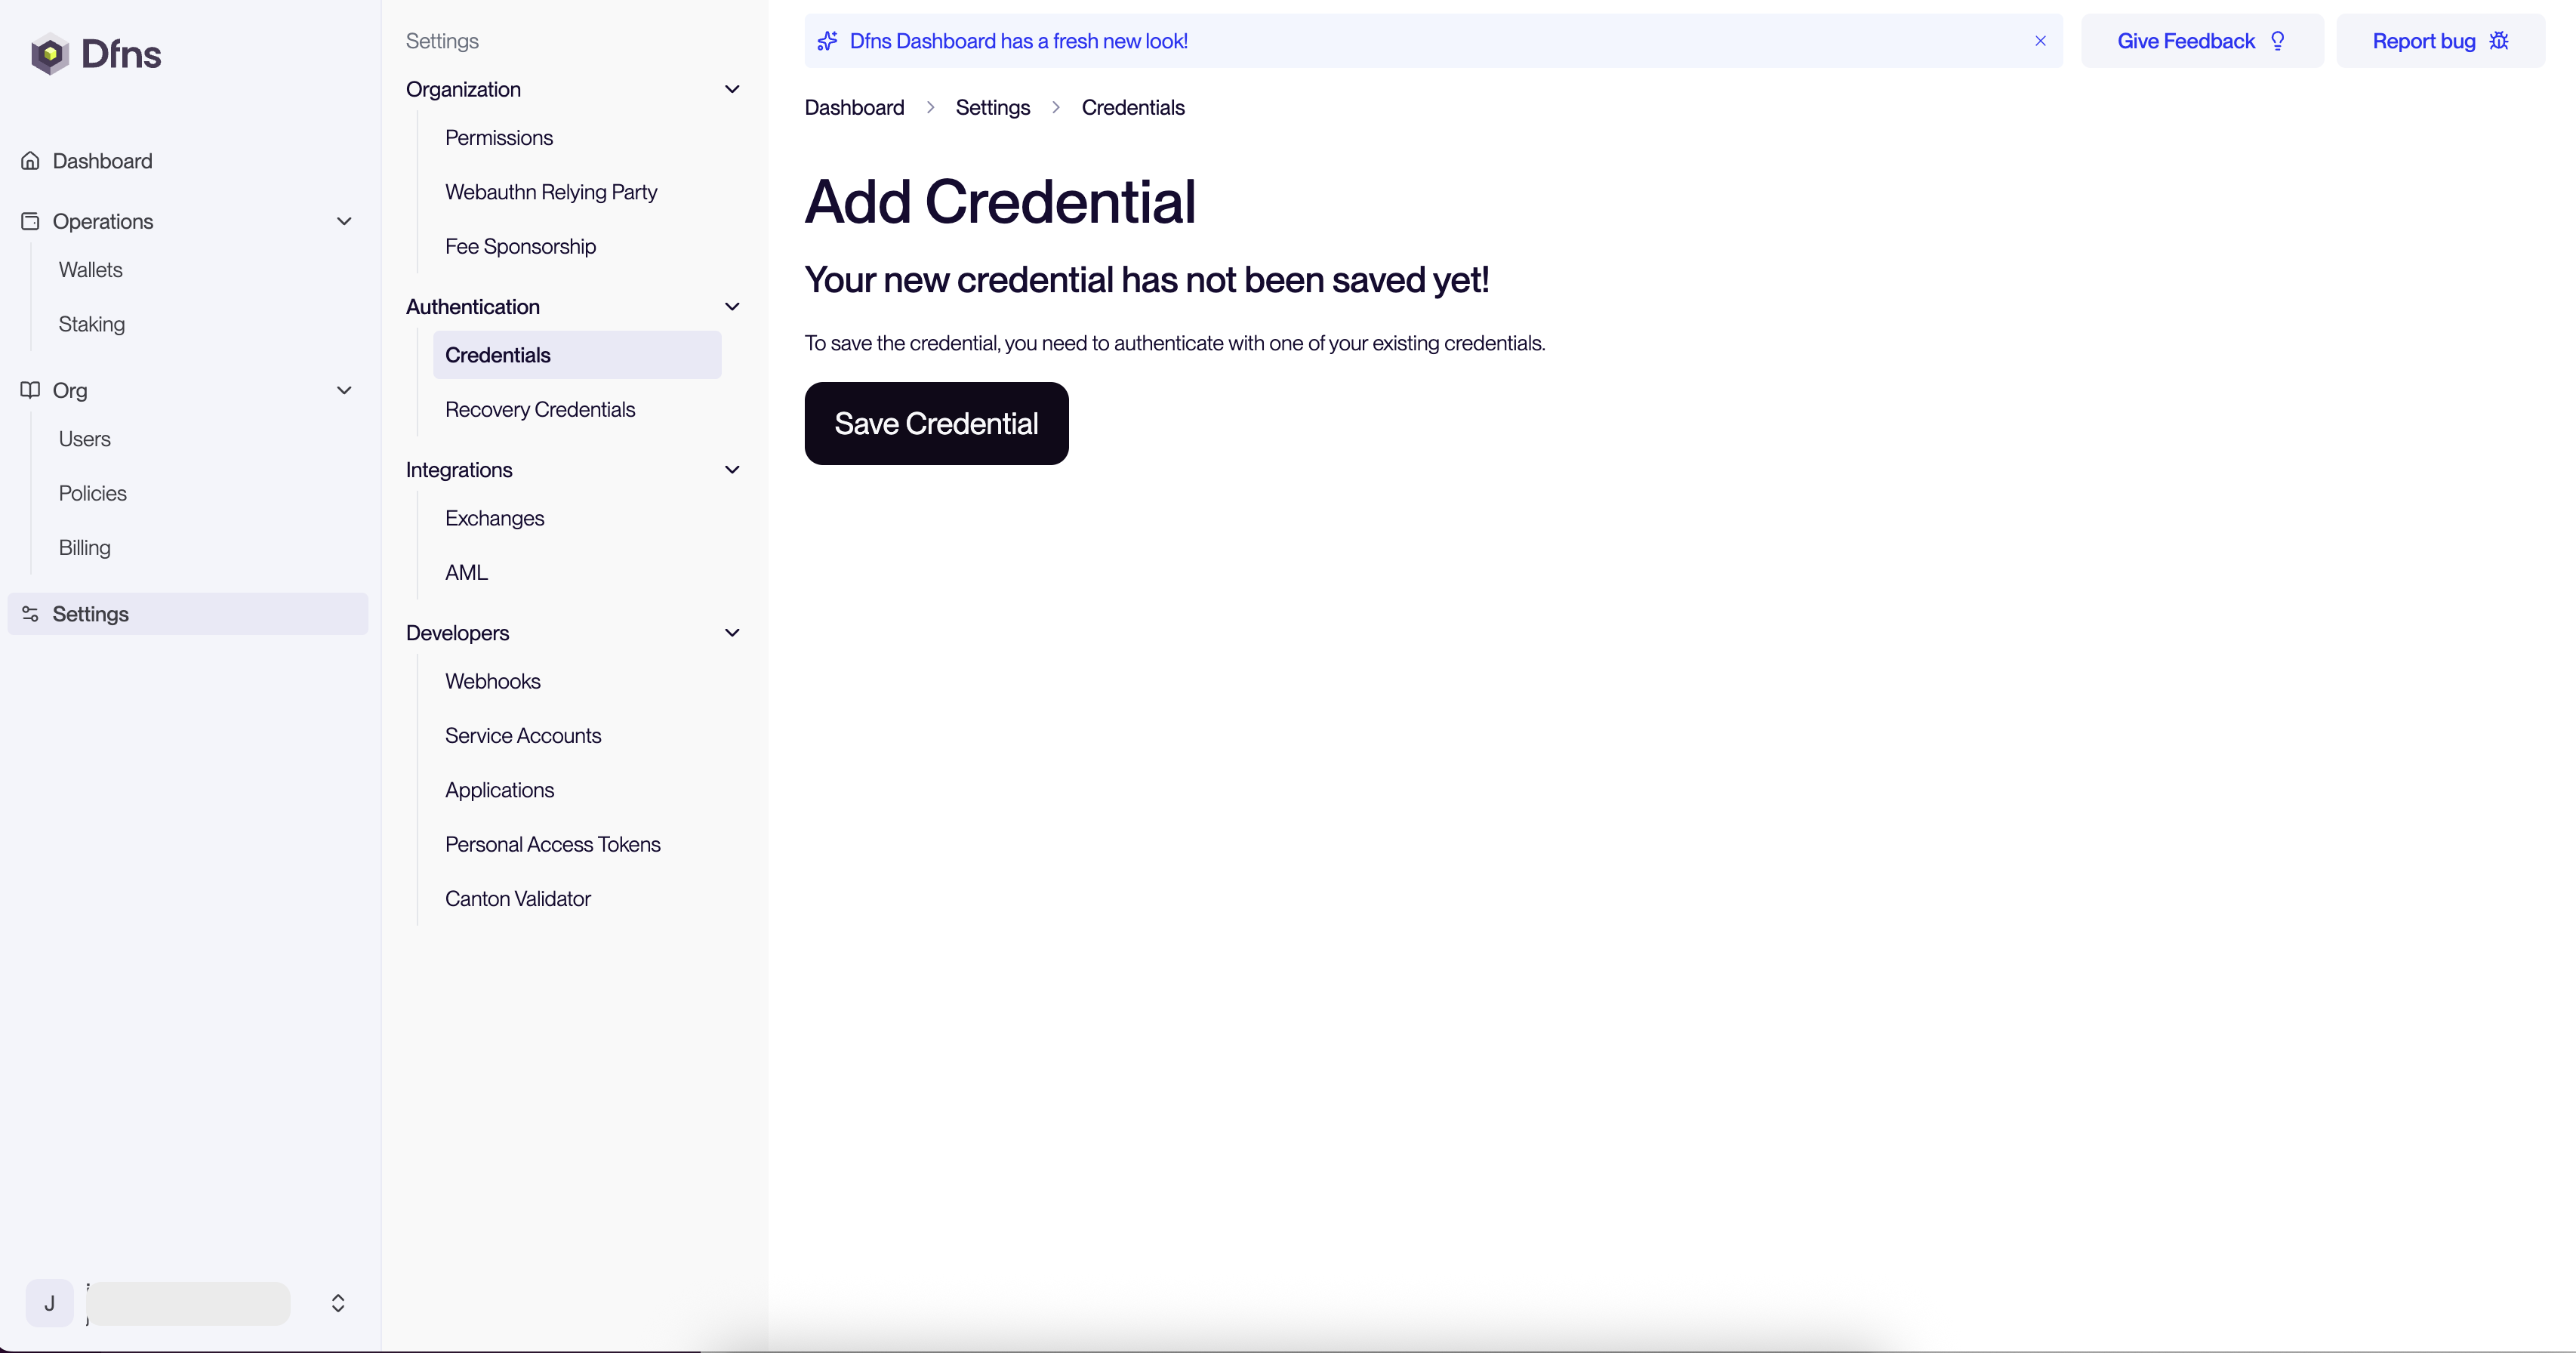 Dfns
Dashboard
Operations
Wallets
Staking
Org
Users
Policies
Billing
Settings
J
Settings
Organization
Permissions
Webauthn Relying Party
Fee Sponsorship
Authentication
Credentials
Recovery Credentials
Integrations
Exchanges
AML
Developers
Webhooks
Service Accounts
Applications
Personal Access Tokens
Canton Validator
Dfns Dashboard has a fresh new look!
Give Feedback
Report bug
Dashboard > Settings > Credentials
Add Credential
Your new credential has not been saved yet!
To save the credential, you need to authenticate with one of your existing credentials.
Save Credential